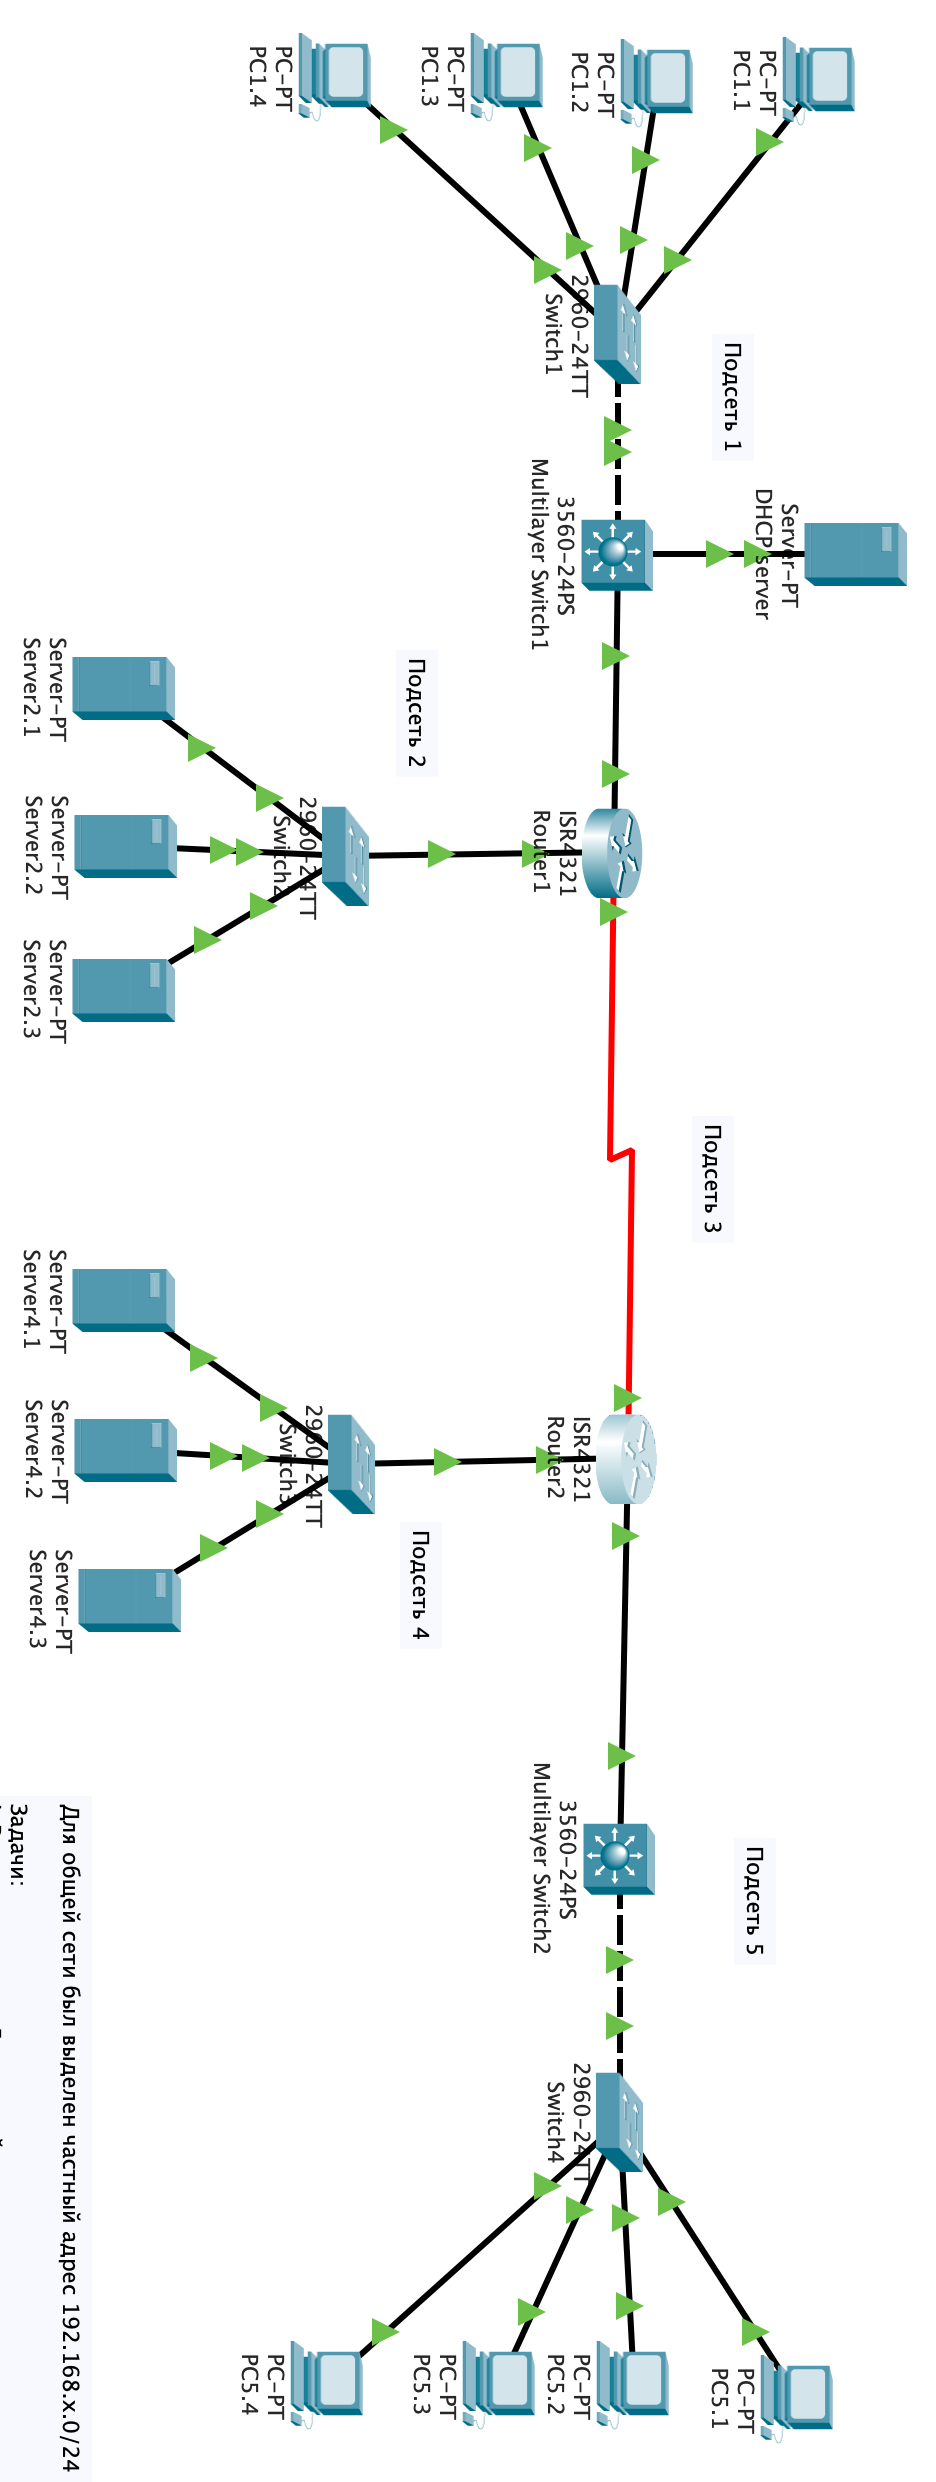 PC-PT
PC1.1
PC-PT
PC1.2
PC-PT
PC1.3
PC-PT
PC1.4
2960-24TT
Switch1
Подсеть 1
Server-PT
DHCP server
3560-24PS
Multilayer Switch1
Подсеть 2
Server-PT
Server2.1
Server-PT
Server2.2
Server-PT
Server2.3
2960-24TT
Switch2
ISR4321
Router1
Подсеть 3
Server-PT
Server4.1
Server-PT
Server4.2
Server-PT
Server4.3
2960-24TT
Switch3
ISR4321
Router2
Подсеть 4
3560-24PS
Multilayer Switch2
Подсеть 5
2960-24TT
Switch4
PC-PT
PC5.1
PC-PT
PC5.2
PC-PT
PC5.3
PC-PT
PC5.4
Для общей сети был выделен частный адрес 192.168.x.0/24
Задачи: